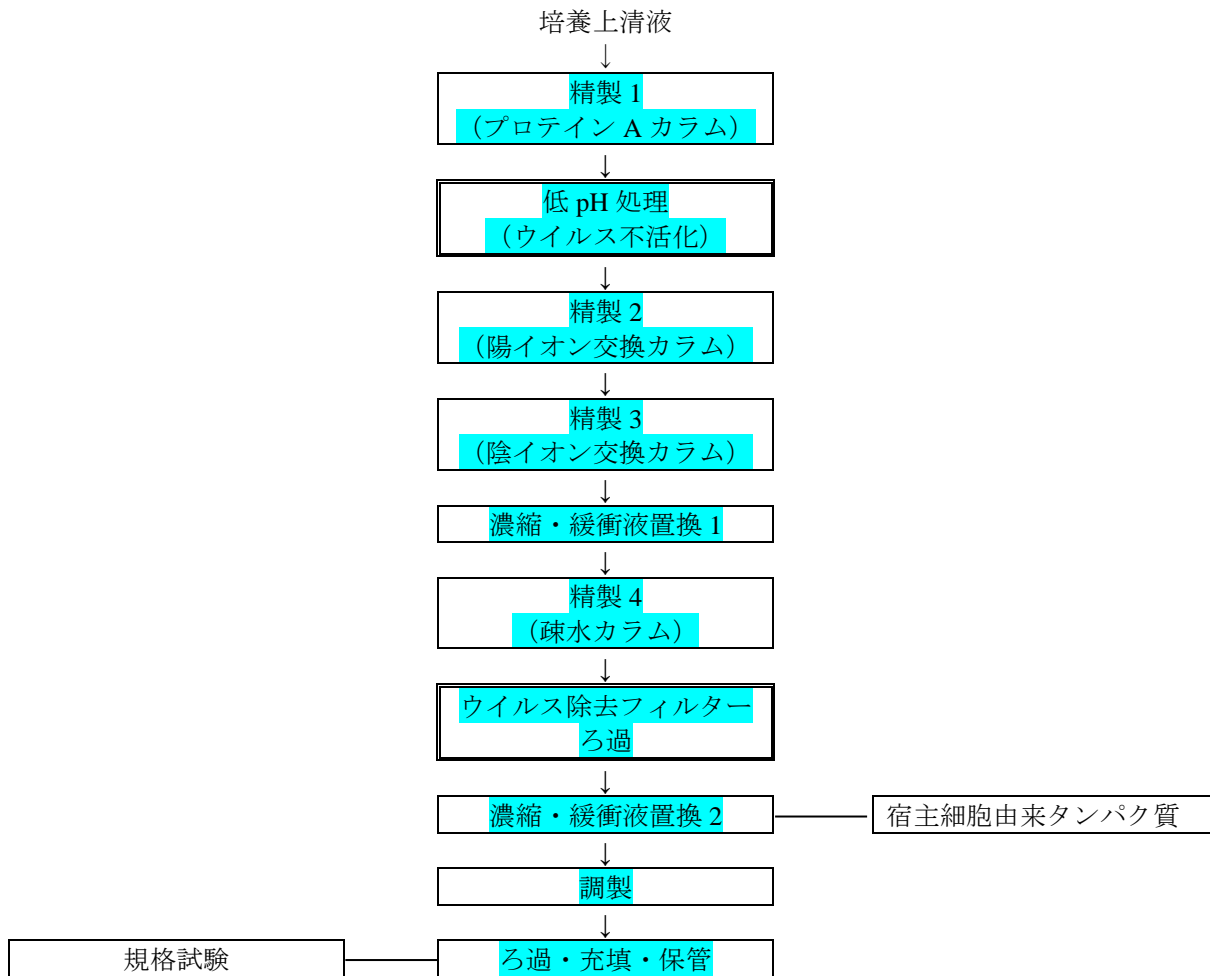 培養上清液
↓
精製 1
（プロテイン A カラム）
↓
低 pH 処理
（ウイルス不活化）
↓
精製 2
（陽イオン交換カラム）
↓
精製 3
（陰イオン交換カラム）
↓
濃縮・緩衝液置換 1
↓
精製 4
（疎水カラム）
↓
ウイルス除去フィルター
ろ過
↓
濃縮・緩衝液置換 2
宿主細胞由来タンパク質
↓
調製
↓
規格試験
ろ過・充填・保管